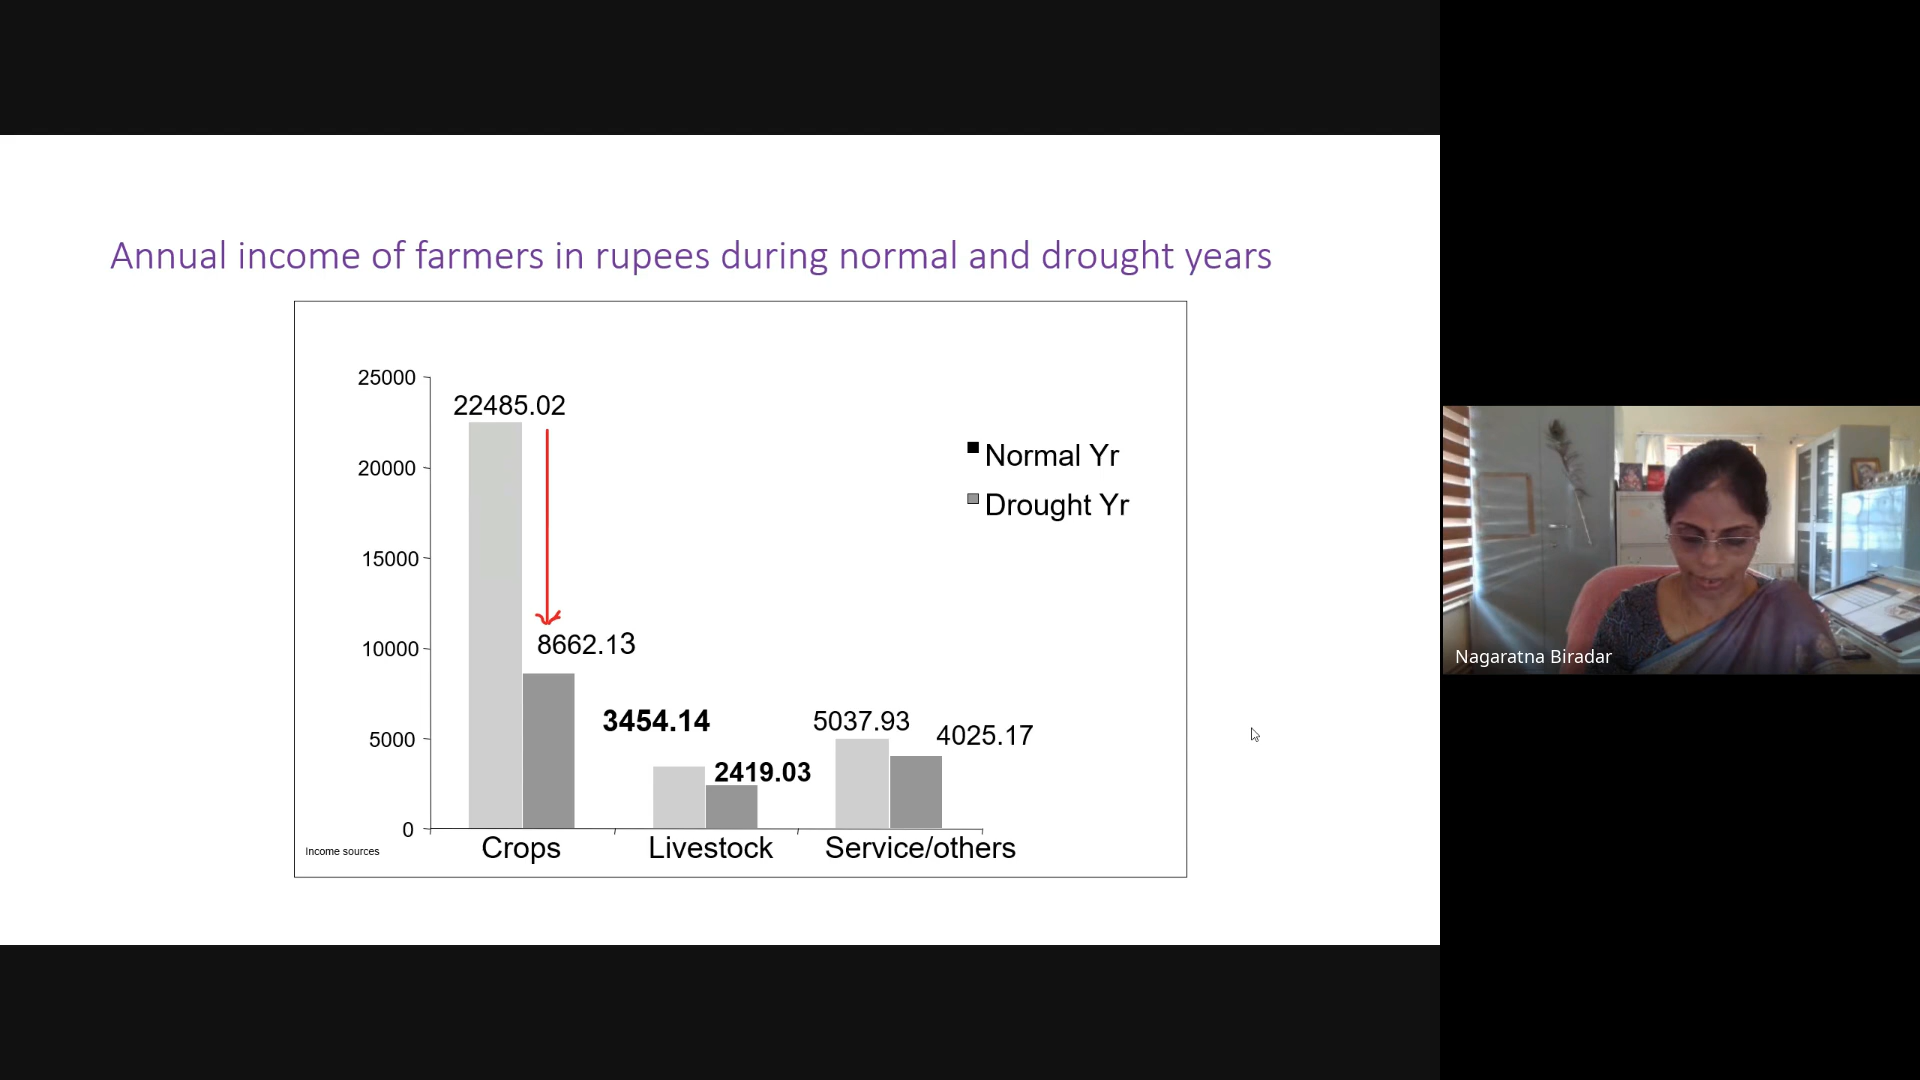 Annual income of farmers in rupees during normal and drought years
25000
20000
15000
10000
5000
0
22485.02
8662.13
3454.14
2419.03
5037.93
4025.17
Normal Yr
Drought Yr
Income sources
Crops
Livestock
Service/others
Nagaratna Biradar